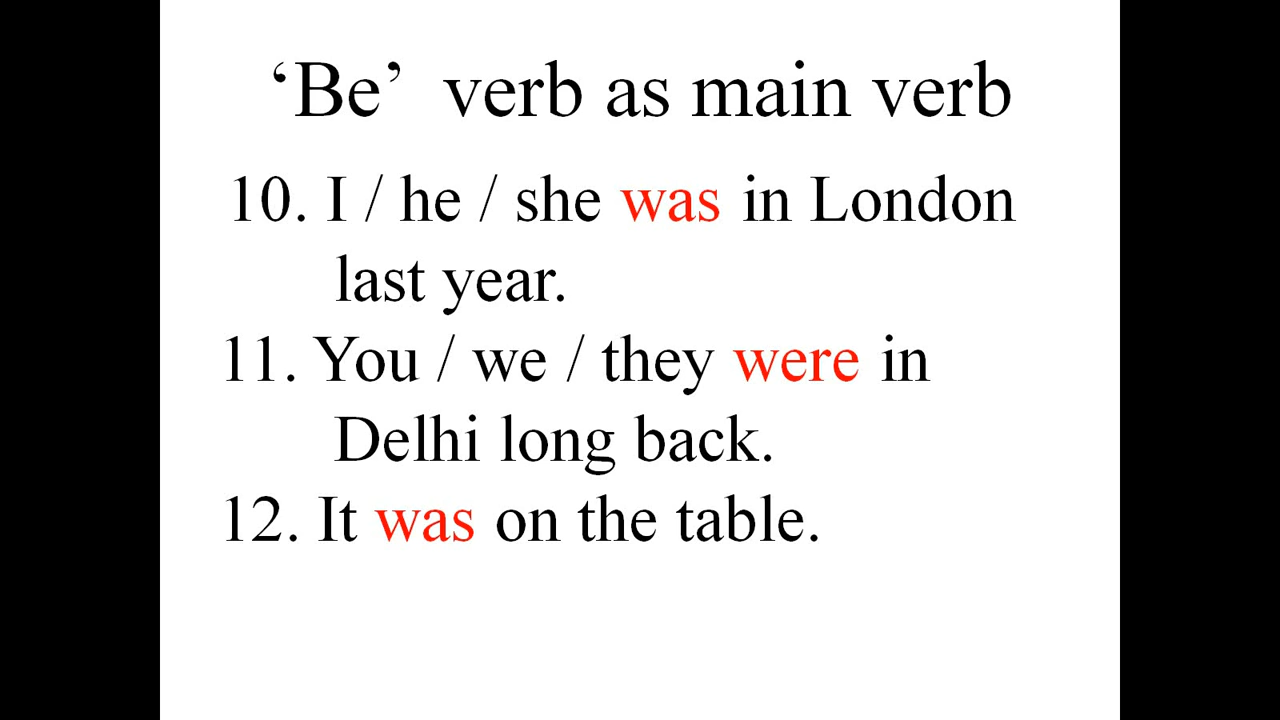 ‘Be’ verb as main verb
10. I / he / she was in London
last year.
11. You / we / they were in
Delhi long back.
12. It was on the table.